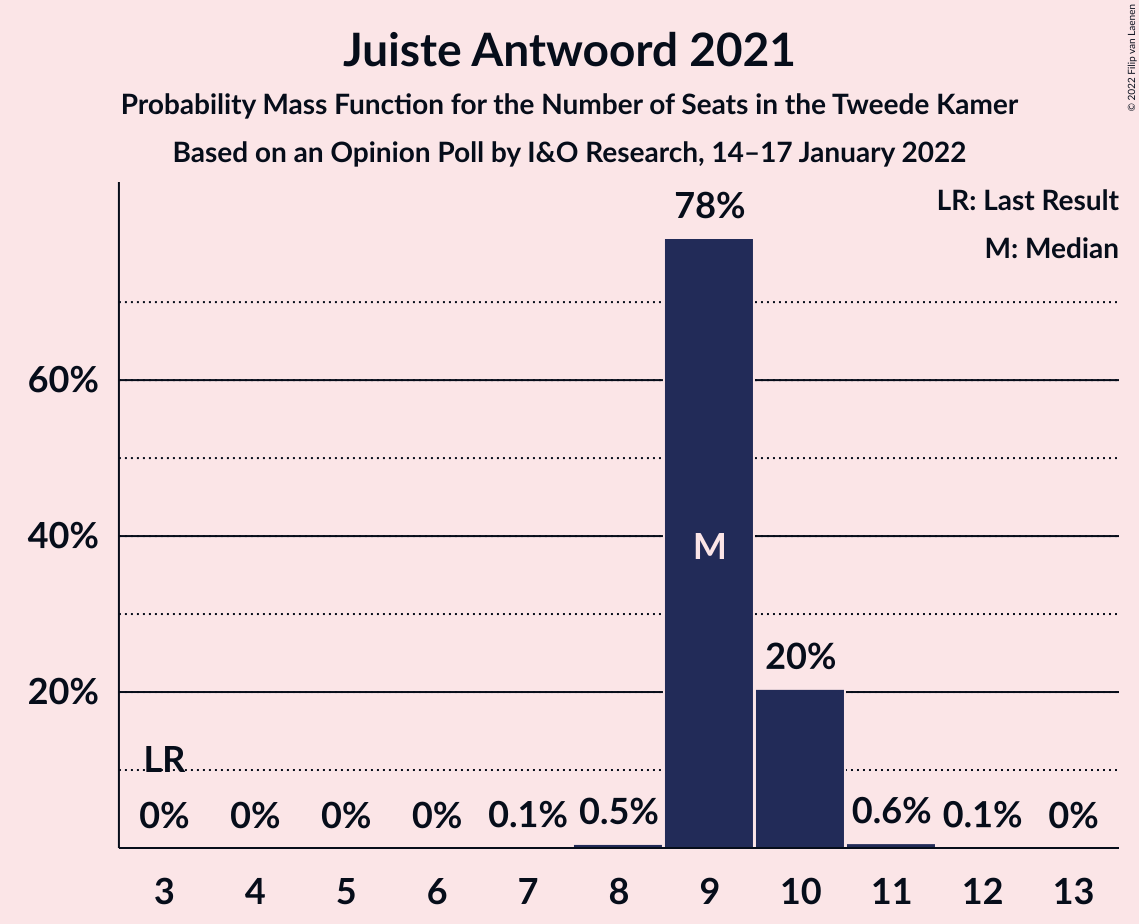 Juiste Antwoord 2021
Probability Mass Function for the Number of Seats in the Tweede Kamer
Based on an Opinion Poll by I&O Research, 14–17 January 2022
© 2022 Filip van Laenen
LR: Last Result
M: Median
78%
60%
40%
M
20%
20%
LR
0% 0% 0% 0% 0.1% 0.5% 0.6% 0.1% 0%
3 4 5 6 7 8 9 10 11 12 13